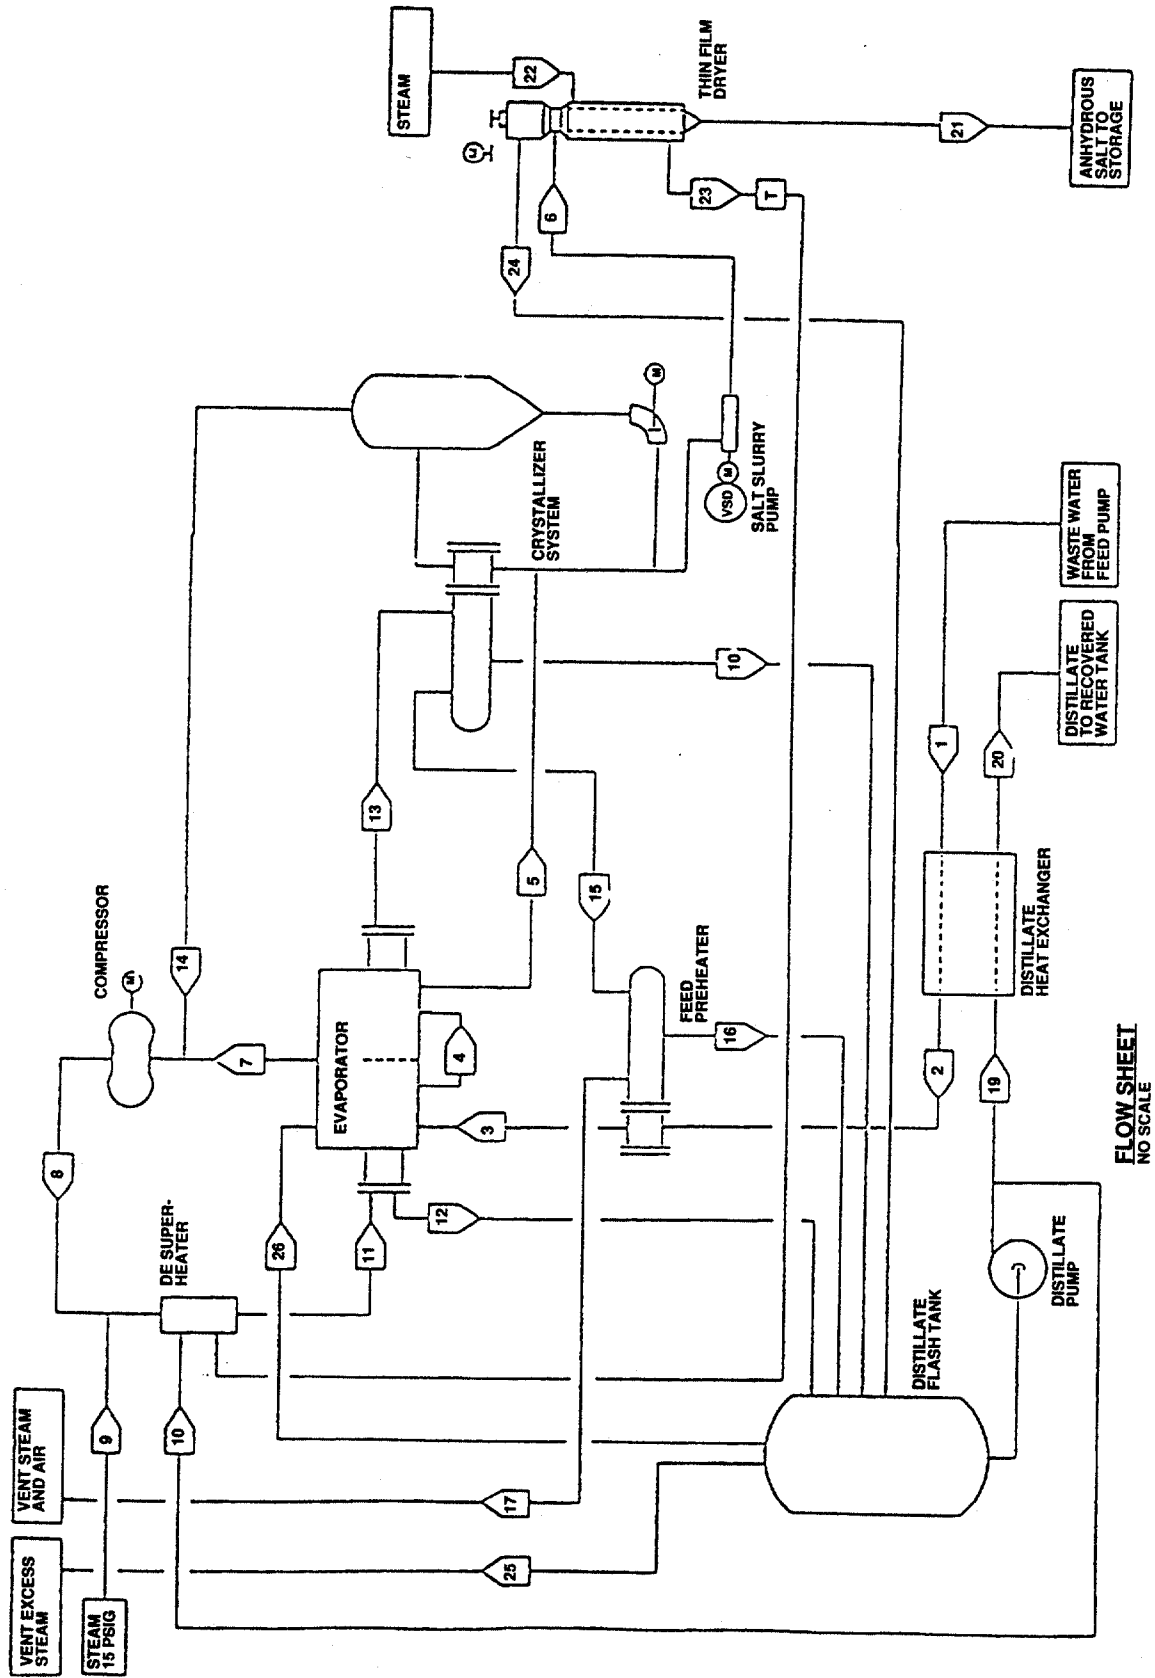 VENT EXCESS
STEAM
VENT STEAM
AND AIR
STEAM
15 PSIG
9
10
25
17
DE SUPER-
HEATER
8
26
11
12
COMPRESSOR
M
7
14
EVAPORATOR
4
3
5
13
FEED
PREHEATER
16
15
10
CRYSTALLIZER
SYSTEM
M
VSD
M
SALT SLURRY
PUMP
STEAM
22
M
24
6
23
T
THIN FILM
DRYER
21
ANHYDROUS
SALT TO
STORAGE
DISTILLATE
FLASH TANK
DISTILLATE
PUMP
19
2
DISTILLATE
HEAT EXCHANGER
1
20
DISTILLATE
TO RECOVERED
WATER TANK
WASTE WATER
FROM
FEED PUMP
FLOW SHEET
NO SCALE